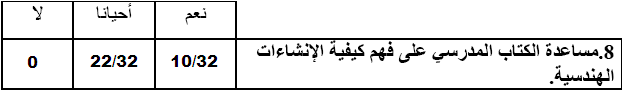 نعم أحيانا لا
8.مساعدة الكتاب المدرسي على فهم كيفية الإنشاءات الهندسية. 10/32 22/32 0